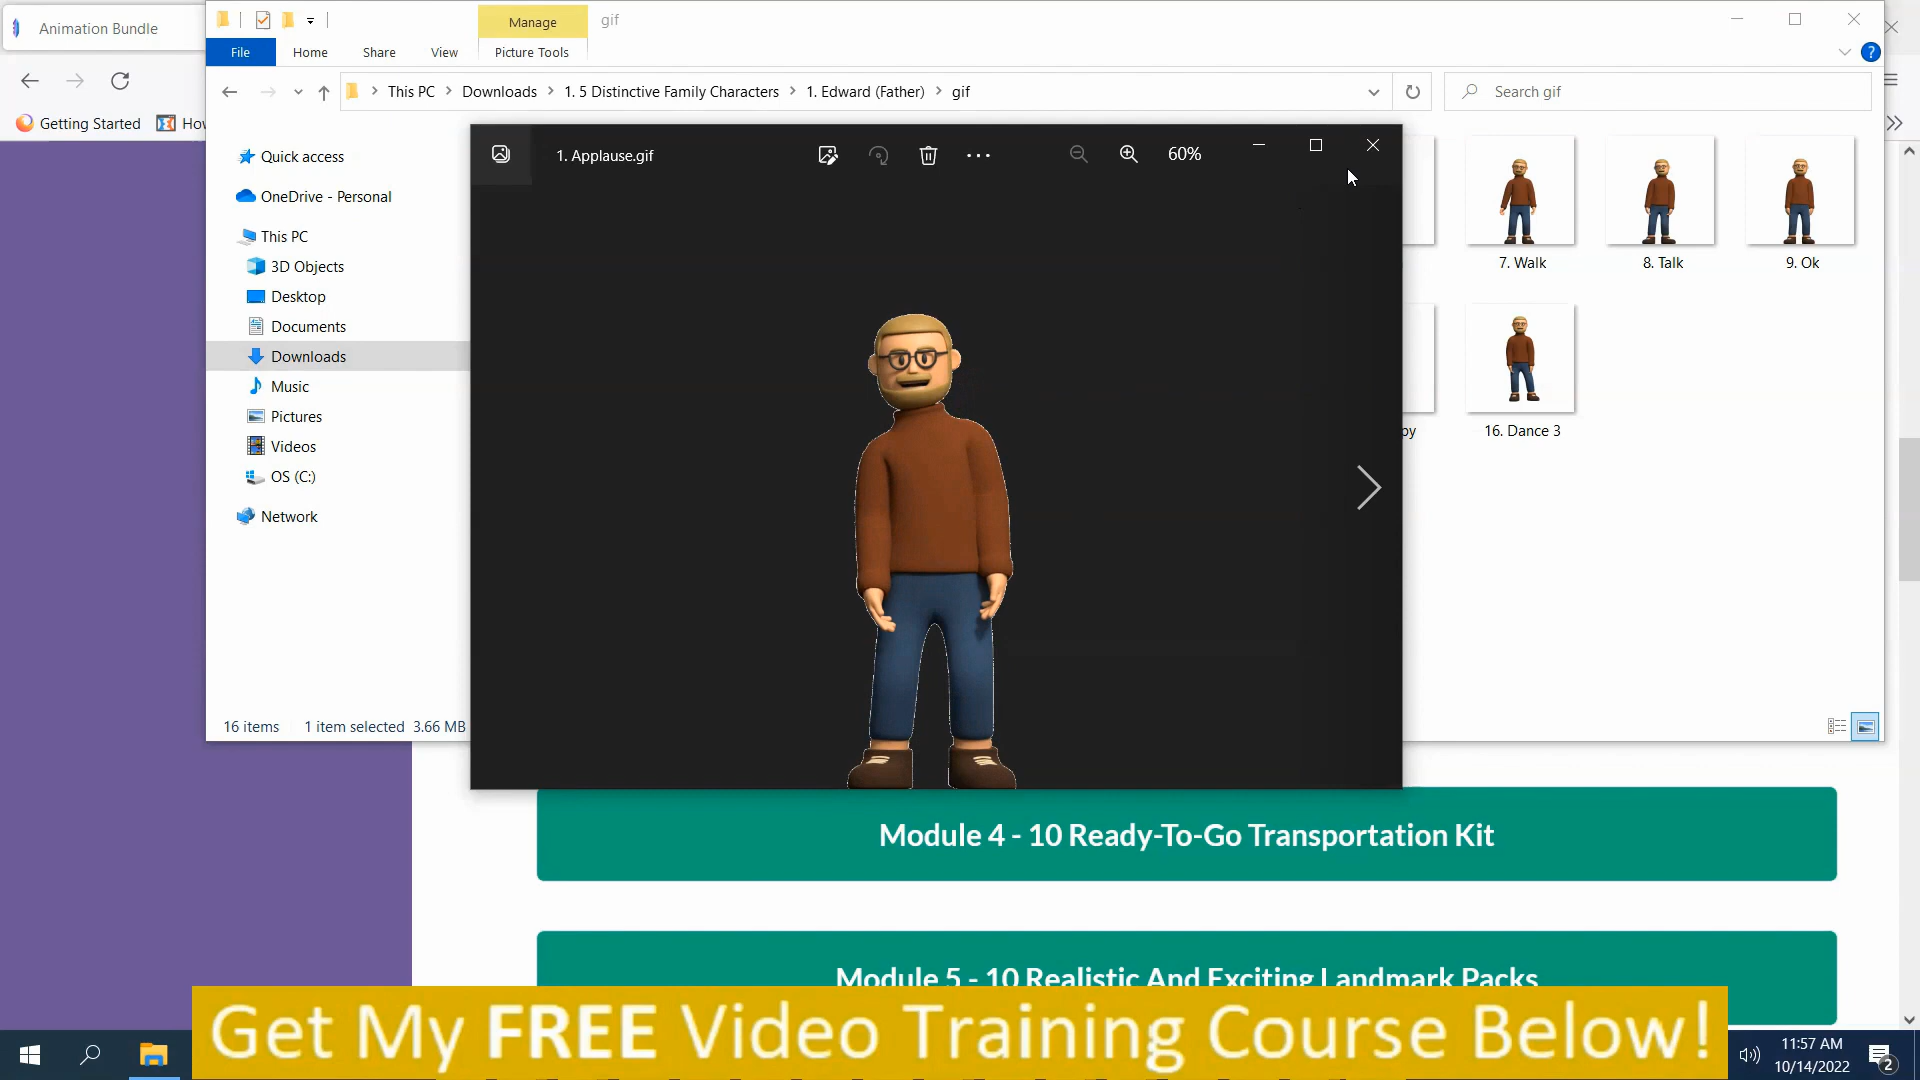 Animation Bundle
Manage
gif
File
Home
Share
View
Picture Tools
This PC
Downloads
1. 5 Distinctive Family Characters
1. Edward (Father)
gif
Search gif
Getting Started
1. Applause.gif
60%
Quick access
OneDrive - Personal
This PC
3D Objects
Desktop
Documents
Downloads
Music
Pictures
Videos
OS (C:)
Network
7. Walk
8. Talk
9. Ok
16. Dance 3
16 items
1 item selected 3.66 MB
Module 4 - 10 Ready-To-Go Transportation Kit
Module 5 - 10 Realistic And Exciting Landmark Packs
Get My FREE Video Training Course Below!
11:57 AM
10/14/2022
2